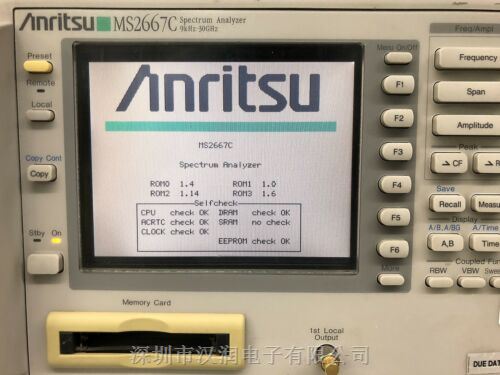 Anritsu MS2667C Spectrum Analyzer
9kHz-30GHz
Preset
Remote
Local
Copy Cont
Copy
Stby On
Anritsu
MS2667C
Spectrum Analyzer
ROM0 1.4 ROM1 1.0
ROM2 1.14 ROM3 1.6
Selfcheck
CPU check OK DRAM check OK
ACRTC check OK SRAM no check
CLOCK check OK
EEPROM check OK
Menu On/Off
F1
F2
F3
F4
F5
F6
More
Freq/Ampl
Frequency
Span
Amplitude
Peak
→ CF
Save
Recall
Display
A/B, A/BG A/Time
A,B
Coupled
RBW VBW
Memory Card
1st Local
Output
深圳市汉润电子有限公司
DUE DAT